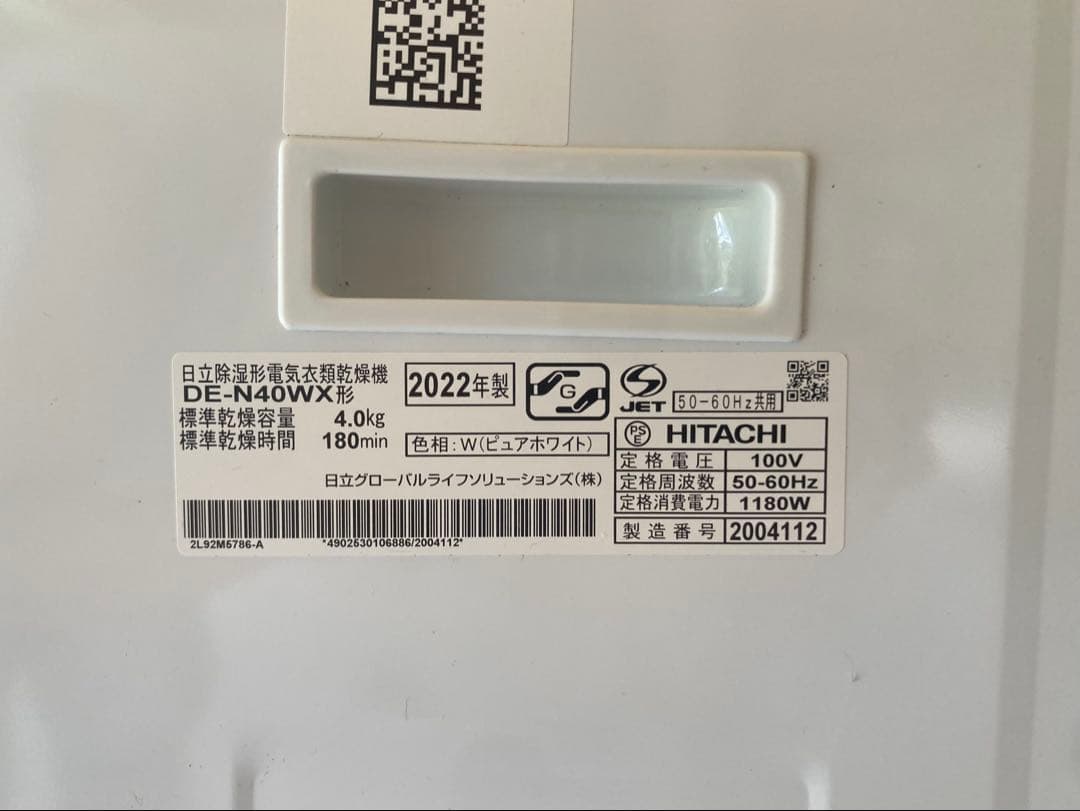 日立除湿形電気衣類乾燥機
DE-N40WX形
標準乾燥容量 4.0kg
標準乾燥時間 180min
2022年製
G
JET
50-60Hz共用
色相:W(ピュアホワイト)
日立グローバルライフソリューションズ(株)
2L92M5786-A *4902530106886/2004112*
PS E HITACHI
定格電圧 100V
定格周波数 50-60Hz
定格消費電力 1180W
製造番号 2004112